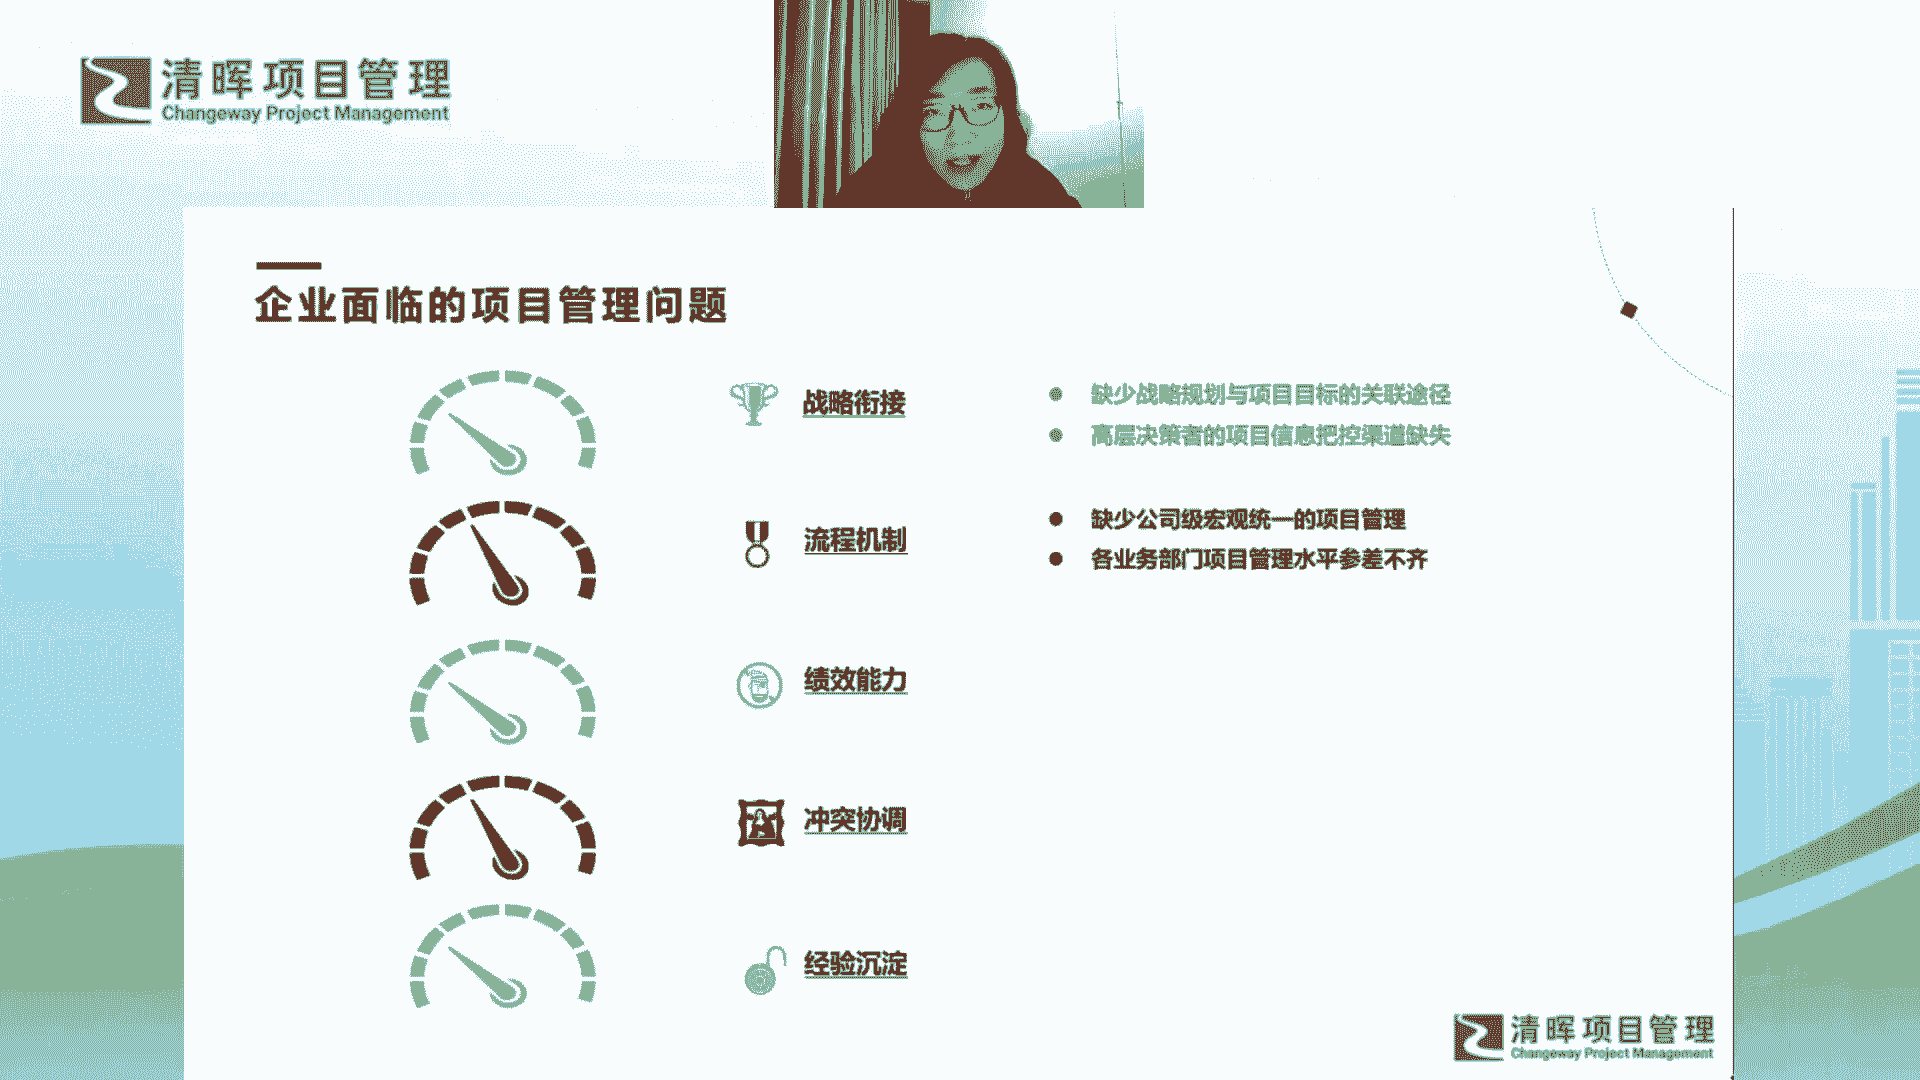 清晖项目管理
Changeway Project Management
企业面临的项目管理问题
战略衔接
缺少战略规划与项目目标的关联途径
高层决策者的项目信息把控渠道缺失
流程机制
缺少公司级宏观统一的项目管理
各业务部门项目管理水平参差不齐
绩效能力
冲突协调
经验沉淀
清晖项目管理
Changeway Project Management